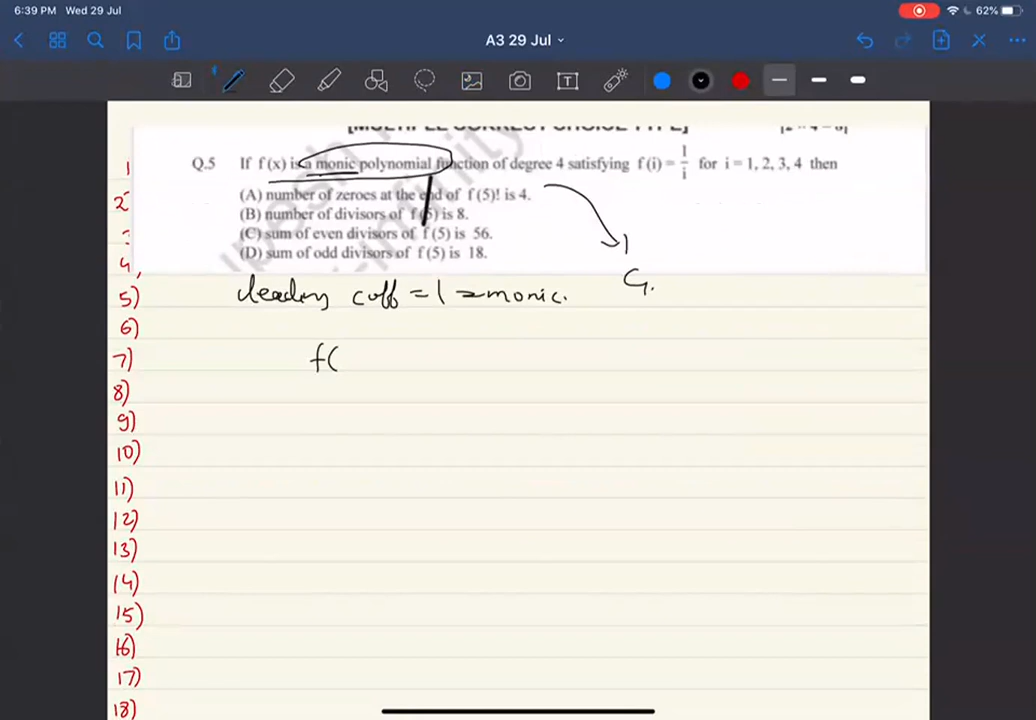 6:39 PM Wed 29 Jul
62%
A3 29 Jul
Q.5 If f(x) is a monic polynomial function of degree 4 satisfying f(i) = 1/i for i = 1, 2, 3, 4 then
(A) number of zeroes at the end of f(5)! is 4.
(B) number of divisors of f(5) is 8.
(C) sum of even divisors of f(5) is 56.
(D) sum of odd divisors of f(5) is 18.
leading coff = 1 = monic.
f(
1
2
3
4,
5)
6)
7)
8)
9)
10)
11)
12)
13)
14)
15)
16)
17)
18)